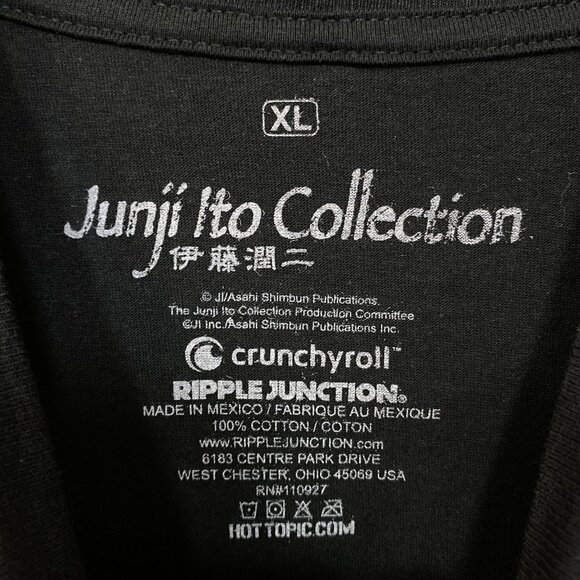 XL
Junji Ito Collection
伊藤潤二
© JI/Asahi Shimbun Publications.
The Junji Ito Collection Production Committee
©JI Inc./Asahi Shimbun Publications Inc.
crunchyroll™
RIPPLE JUNCTION®
MADE IN MEXICO / FABRIQUE AU MEXIQUE
100% COTTON / COTON
www.RIPPLEJUNCTION.com
6183 CENTRE PARK DRIVE
WEST CHESTER, OHIO 45069 USA
RN#110927
HOTTOPIC.COM